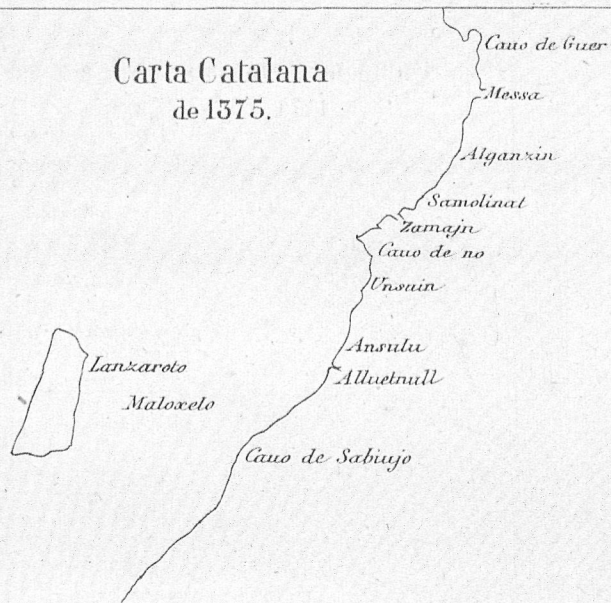 Carta Catalana
de 1375.
Cauo de Guer
Messa
Alganzin
Samolinat
Zamajn
Cauo de no
Unsuin
Ansulu
Alluetnull
Lanzaroto
Maloxelo
Cauo de Sabiujo